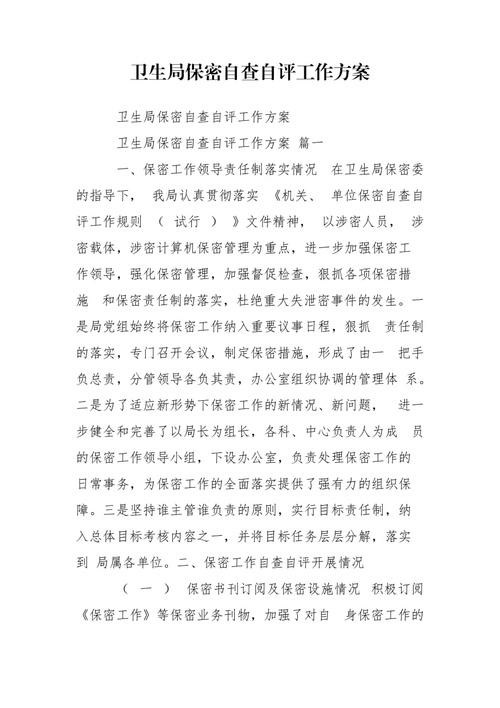 卫生局保密自查自评工作方案
卫生局保密自查自评工作方案
卫生局保密自查自评工作方案 篇一
一、保密工作领导责任制落实情况 在卫生局保密委
的指导下， 我局认真贯彻落实 《机关、 单位保密自查自
评工作规则 （ 试行 ） 》文件精神， 以涉密人员， 涉
密载体，涉密计算机保密管理为重点，进一步加强保密工
作领导，强化保密管理，加强督促检查，狠抓各项保密措
施 和保密责任制的落实，杜绝重大失泄密事件的发生。一
是局党组始终将保密工作纳入重要议事日程，狠抓 责任制
的落实，专门召开会议，制定保密措施，形成了由一 把手
负总责，分管领导各负其责，办公室组织协调的管理体 系。
二是为了适应新形势下保密工作的新情况、新问题， 进一
步健全和完善了以局长为组长，各科、中心负责人为成 员
的保密工作领导小组，下设办公室，负责处理保密工作的
日常事务，为保密工作的全面落实提供了强有力的组织保
障。三是坚持谁主管谁负责的原则，实行目标责任制，纳
入总体目标考核内容之一，并将目标任务层层分解，落实
到 局属各单位。二、保密工作自查自评开展情况
（ 一 ） 保密书刊订阅及保密设施情况 积极订阅
《保密工作》等保密业务刊物，加强了对自 身保密工作的